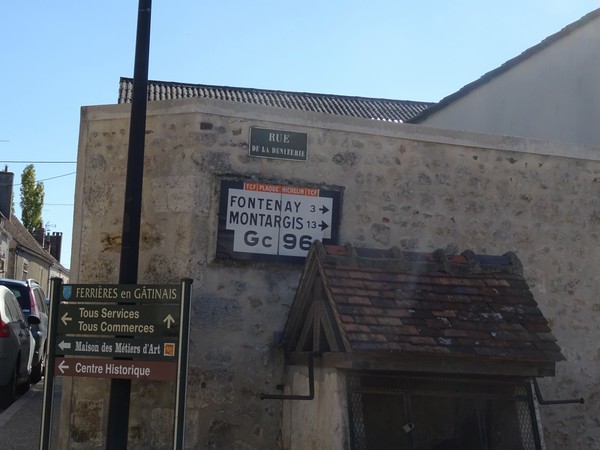 RUE
DE LA DENITERIE
TCF PLAQUE MICHELIN TCF
FONTENAY 3
MONTARGIS 13
Gc 96
FERRIÈRES EN GÂTINAIS
Tous Services
Tous Commerces
Maison des Métiers d'Art
Centre Historique